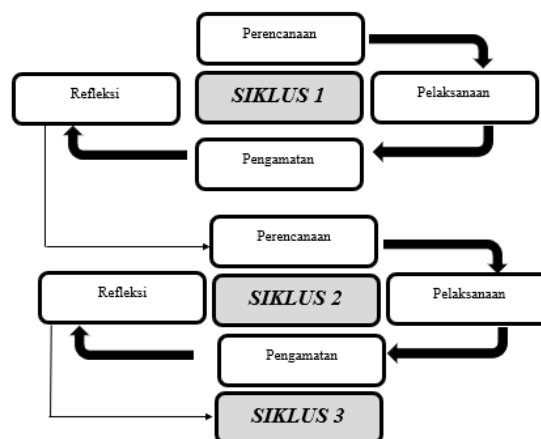 Perencanaan
Refleksi
SIKLUS 1
Pelaksanaan
Pengamatan
Perencanaan
Refleksi
SIKLUS 2
Pelaksanaan
Pengamatan
SIKLUS 3